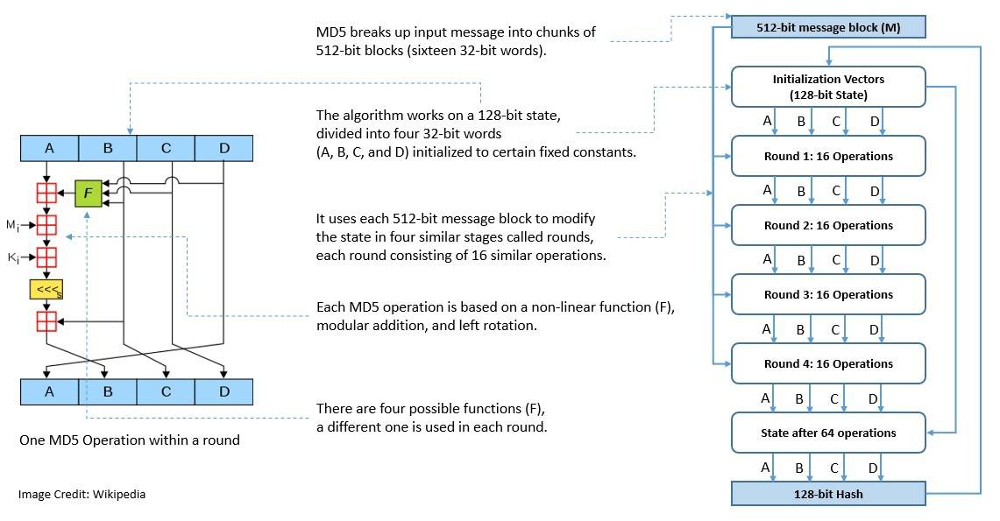 MD5 breaks up input message into chunks of
512-bit blocks (sixteen 32-bit words).
The algorithm works on a 128-bit state,
divided into four 32-bit words
(A, B, C, and D) initialized to certain fixed constants.
It uses each 512-bit message block to modify
the state in four similar stages called rounds,
each round consisting of 16 similar operations.
Each MD5 operation is based on a non-linear function (F),
modular addition, and left rotation.
There are four possible functions (F),
a different one is used in each round.
A B C D
F
Mi
Ki
<<<s
A B C D
One MD5 Operation within a round
Image Credit: Wikipedia
512-bit message block (M)
Initialization Vectors
(128-bit State)
A B C D
Round 1: 16 Operations
A B C D
Round 2: 16 Operations
A B C D
Round 3: 16 Operations
A B C D
Round 4: 16 Operations
A B C D
State after 64 operations
A B C D
128-bit Hash